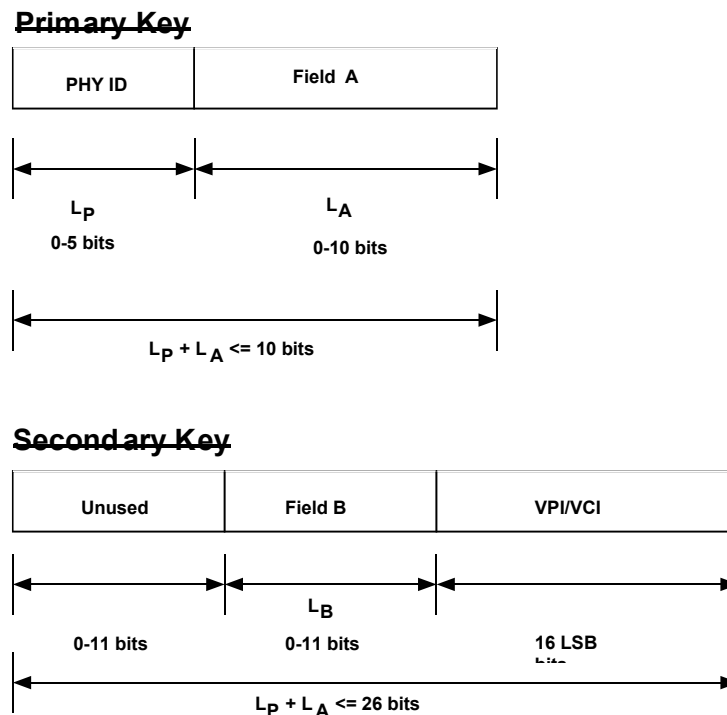 Primary Key
PHY ID Field A
LP LA
0-5 bits 0-10 bits
LP + LA <= 10 bits
Secondary Key
Unused Field B VPI/VCI
LB
0-11 bits 0-11 bits 16 LSB
bits
LP + LA <= 26 bits